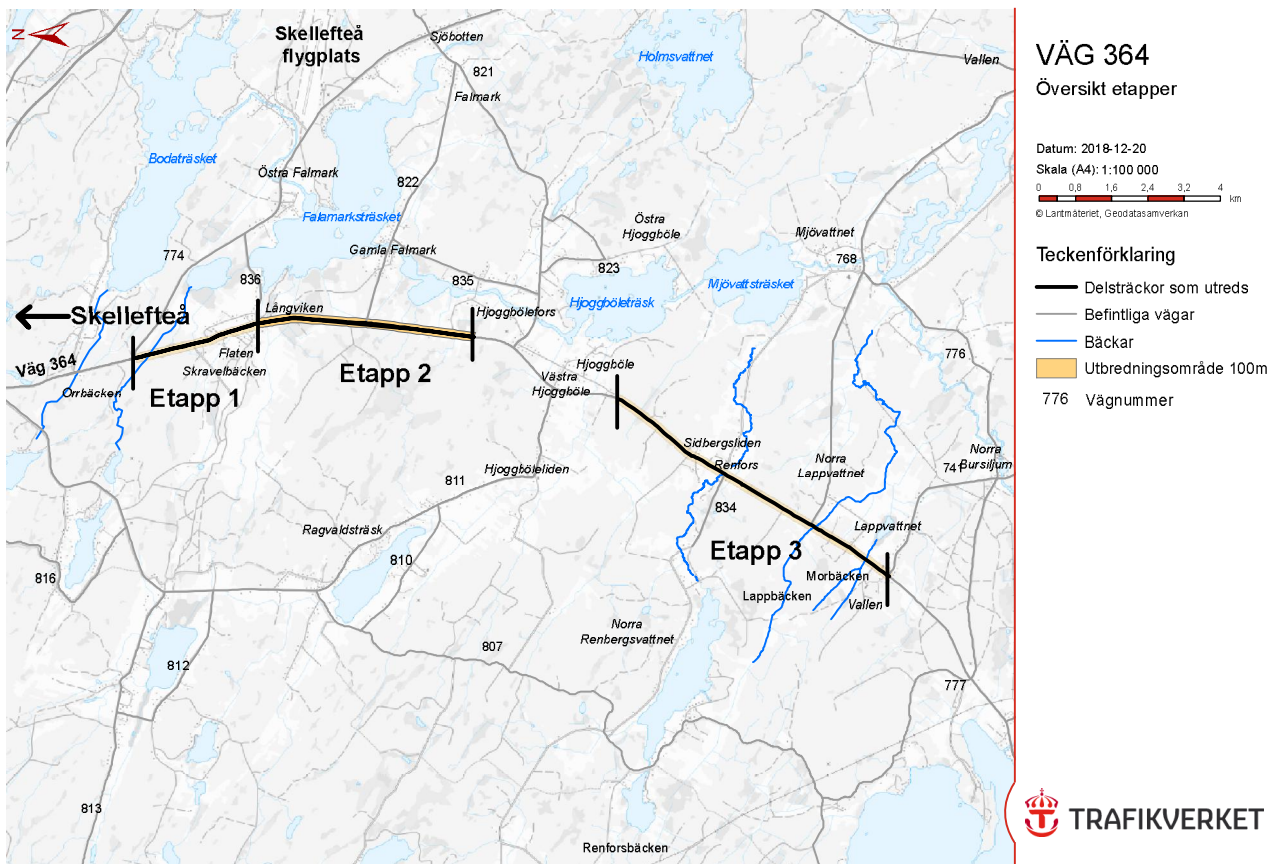 N
Skellefteå
flygplats
Sjöbotten
821
Falmark
Holmsvattnet
Vallen
Bodaträsket
Östra Falmark
822
Falamarksträsket
Gamla Falmark
Östra
Hjoggböle
Mjövattnet
774
836
835
823
768
Hjoggböleträsk
Mjövattsträsket
Skellefteå
Långviken
Hjoggbölefors
Väg 364
Flaten
Skravelbäcken
Orrbäcken
Etapp 1
Etapp 2
Västra
Hjoggböle
Hjoggböle
776
Sidbergsliden
Renfors
Norra
Lappvattnet
Norra
Bursiljum
741
Hjoggböleliden
811
834
Lappvattnet
Ragvaldsträsk
Etapp 3
810
Morbäcken
Lappbäcken
Vallen
816
Norra
Renbergsvattnet
807
812
777
813
Renforsbäcken
VÄG 364
Översikt etapper
Datum: 2018-12-20
Skala (A4): 1:100 000
0 0,8 1,6 2,4 3,2 4
km
© Lantmäteriet, Geodatasamverkan
Teckenförklaring
Delsträckor som utreds
Befintliga vägar
Bäckar
Utbredningsområde 100m
776 Vägnummer
TRAFIKVERKET